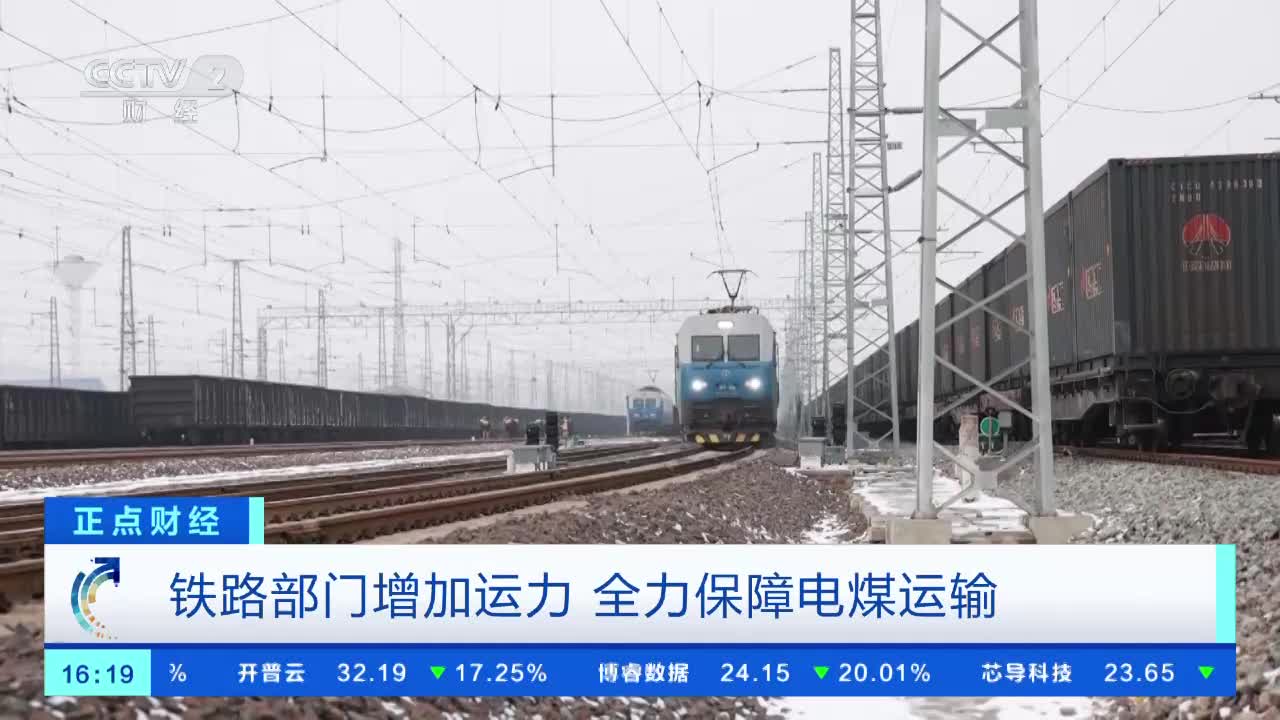 CCTV 2
财经
正点财经
铁路部门增加运力 全力保障电煤运输
16:19 % 开普云 32.19 ▼17.25% 博睿数据 24.15 ▼20.01% 芯导科技 23.65 ▼